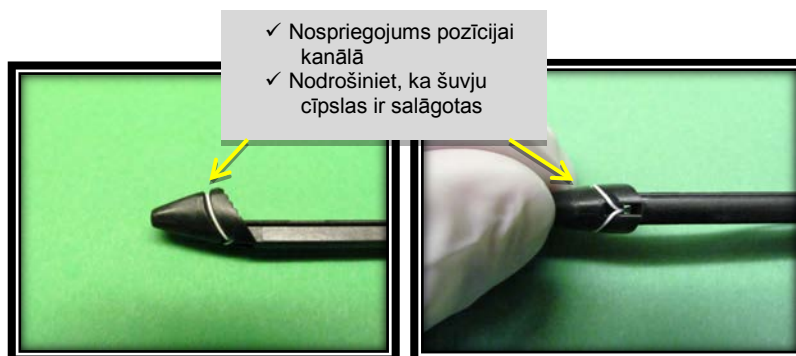 ✓ Nospriegojums pozīcijai
kanālā
✓ Nodrošiniet, ka šuvju
cīpslas ir salāgotas